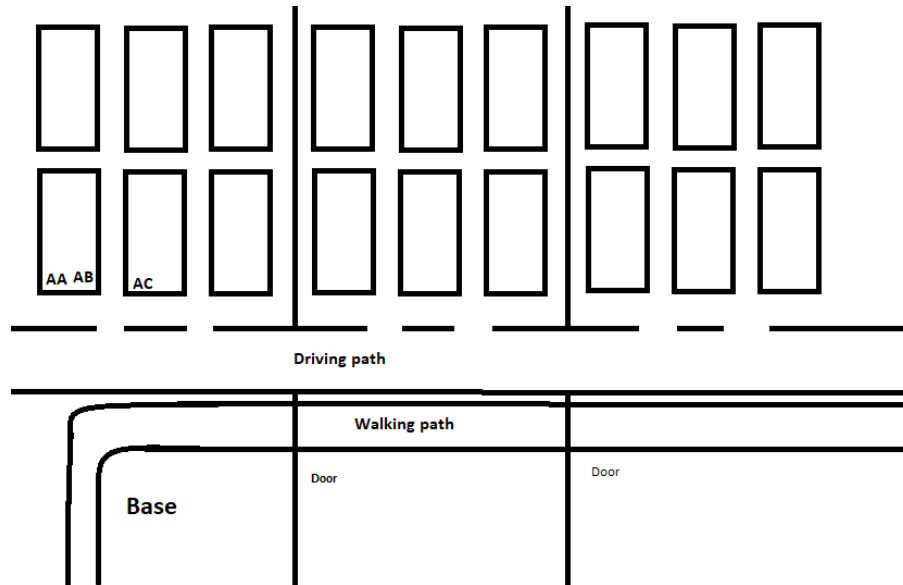 AA AB
AC
Driving path
Walking path
Door
Door
Base